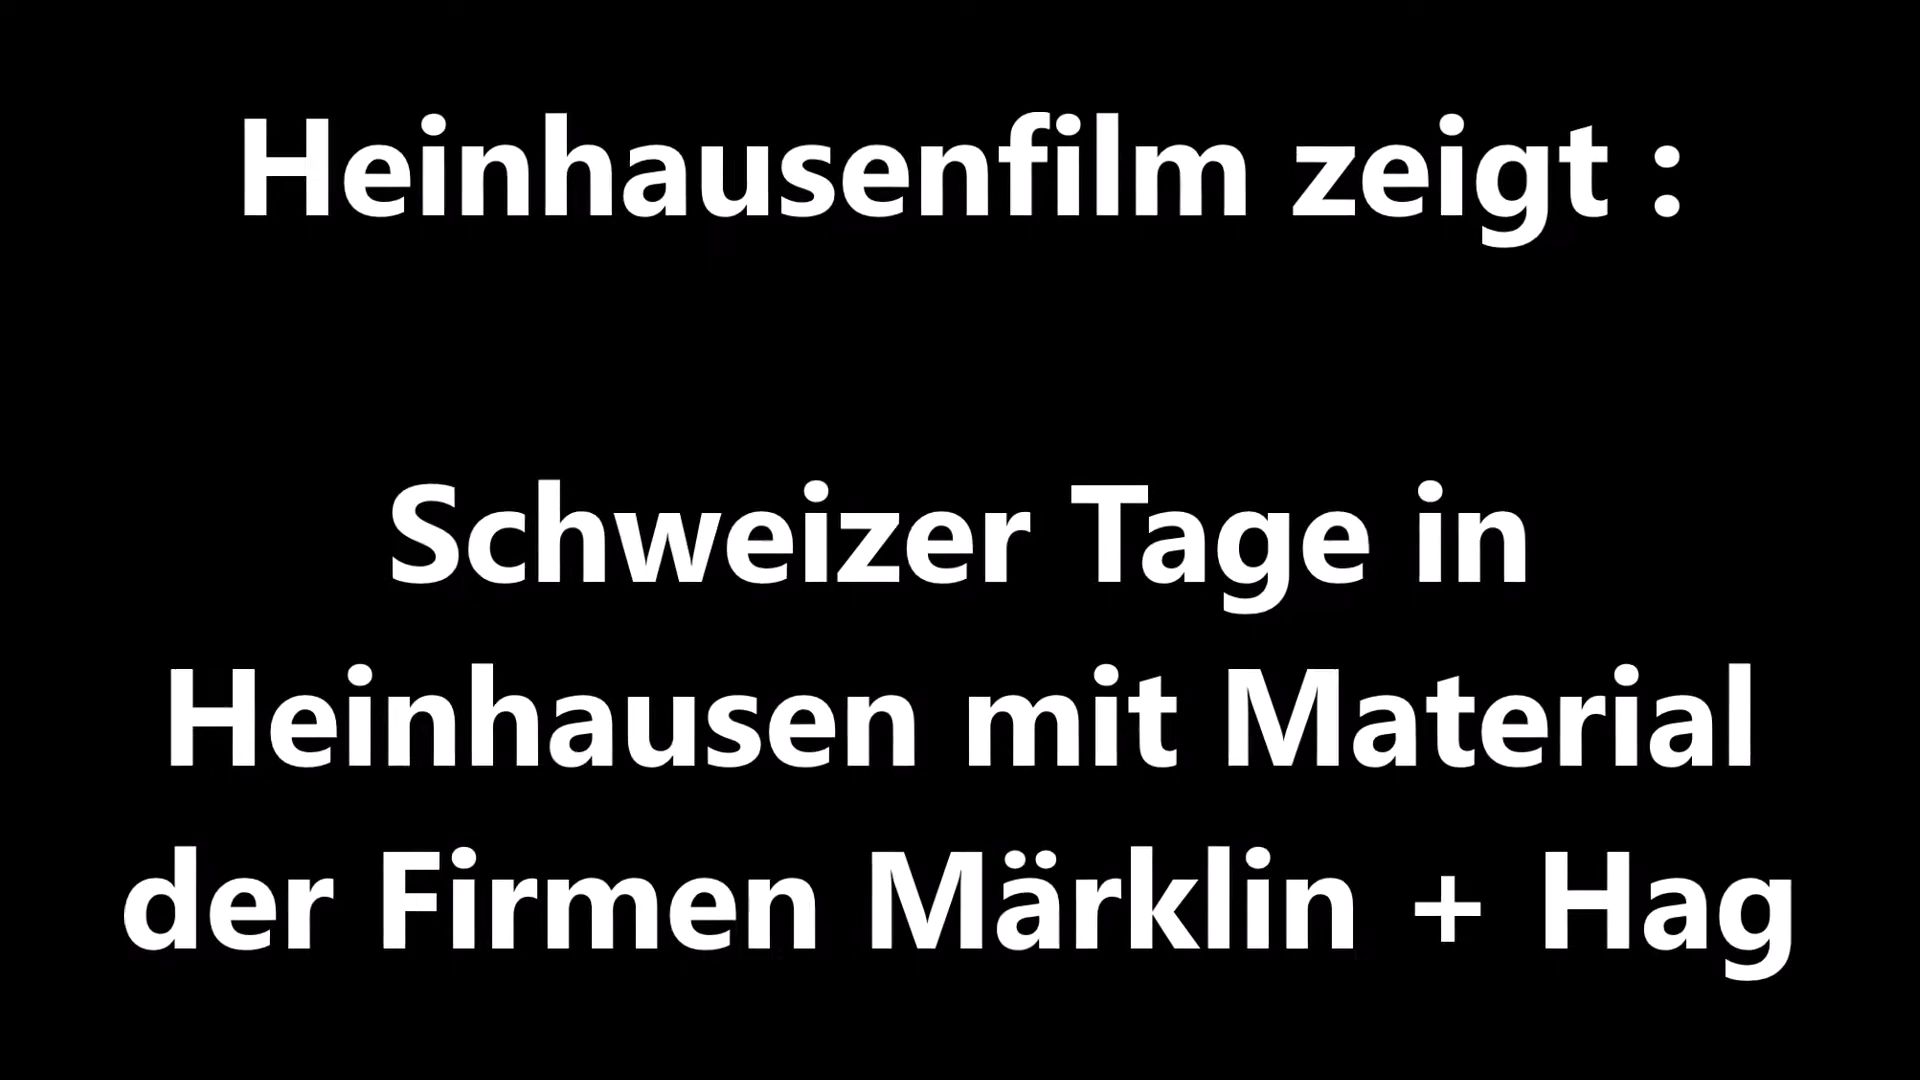 Heinhausenfilm zeigt :
Schweizer Tage in
Heinhausen mit Material
der Firmen Märklin + Hag